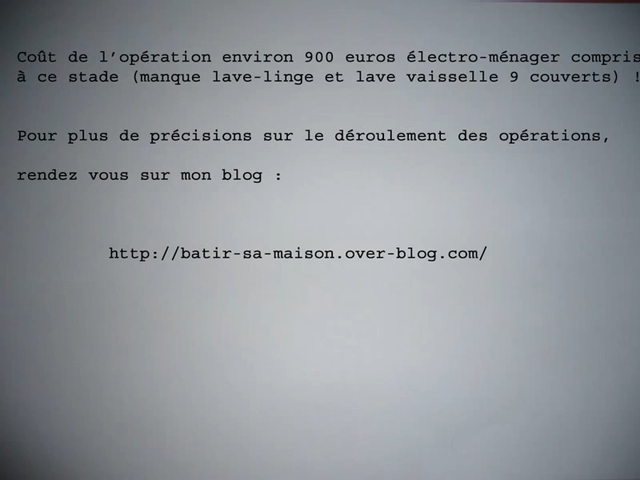 Coût de l'opération environ 900 euros électro-ménager compris
à ce stade (manque lave-linge et lave vaisselle 9 couverts) !
Pour plus de précisions sur le déroulement des opérations,
rendez vous sur mon blog :
http://batir-sa-maison.over-blog.com/